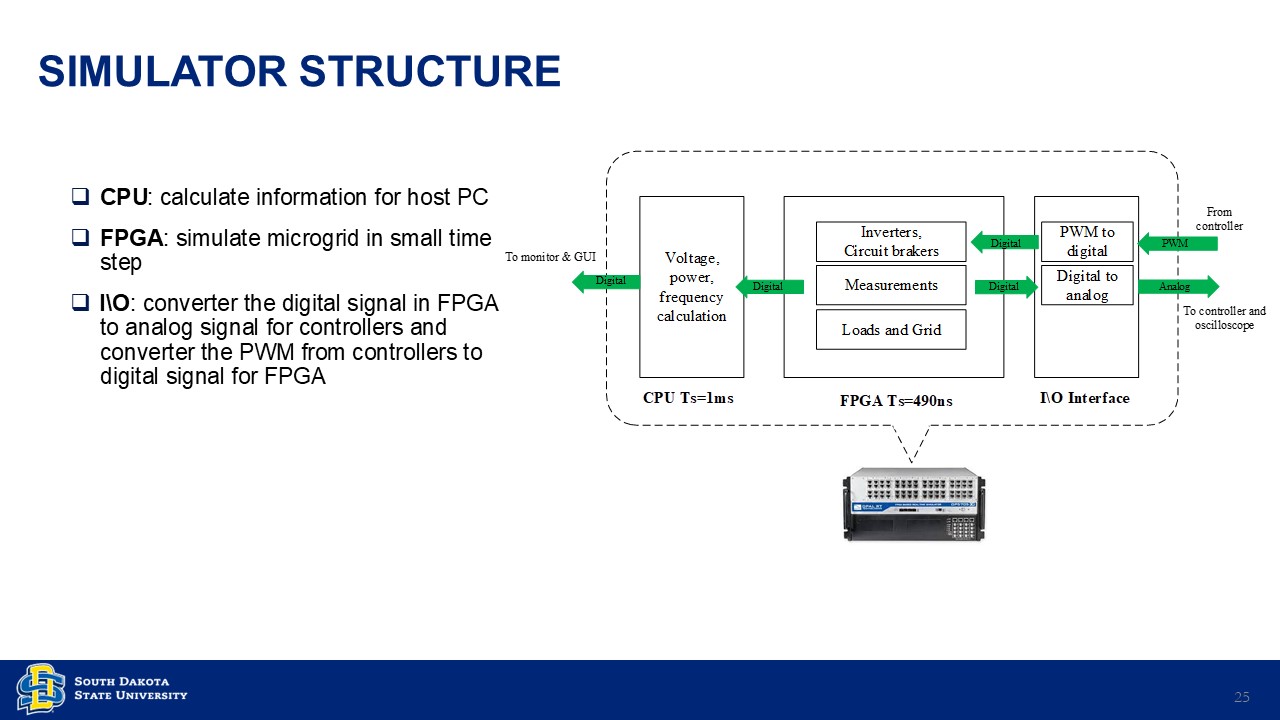 SIMULATOR STRUCTURE
CPU: calculate information for host PC
FPGA: simulate microgrid in small time
step
I\O: converter the digital signal in FPGA
to analog signal for controllers and
converter the PWM from controllers to
digital signal for FPGA
To monitor & GUI
Digital
Voltage,
power,
frequency
calculation
CPU Ts=1ms
Digital
Inverters,
Circuit brakers
Measurements
Loads and Grid
FPGA Ts=490ns
Digital
Digital
PWM to
digital
Digital to
analog
I\O Interface
From
controller
PWM
Analog
To controller and
oscilloscope
OPAL-RT
SOUTH DAKOTA
STATE UNIVERSITY
25